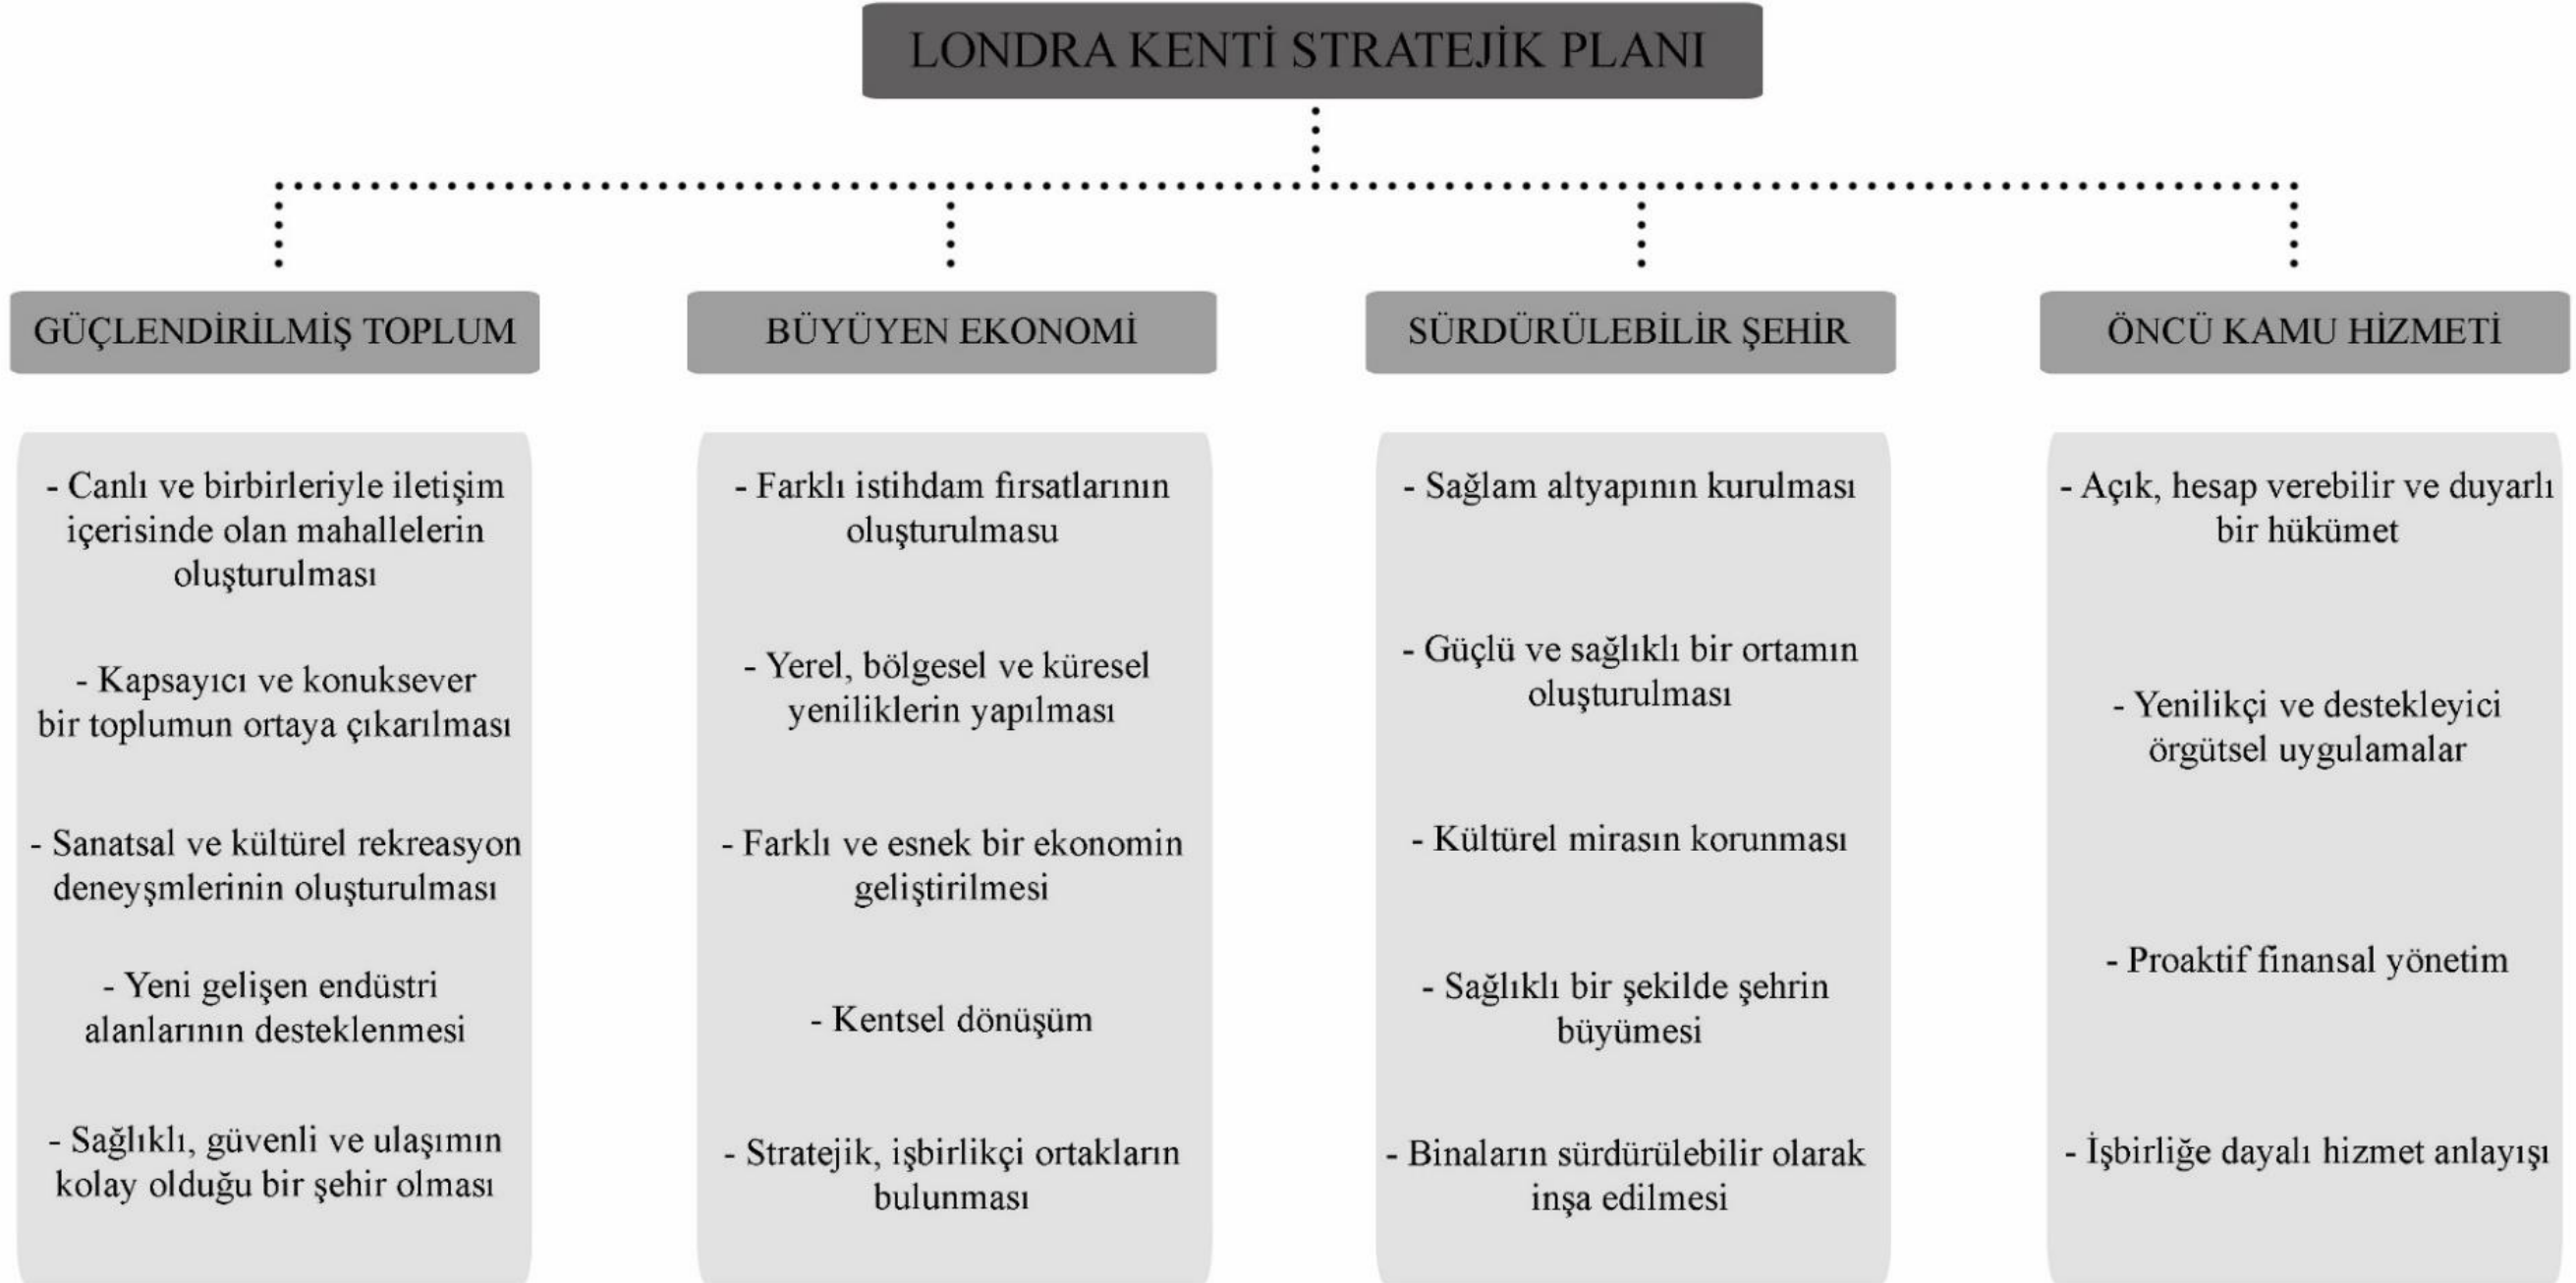 LONDRA KENTİ STRATEJİK PLANI
GÜÇLENDİRİLMİŞ TOPLUM
- Canlı ve birbirleriyle iletişim
içerisinde olan mahallelerin
oluşturulması
- Kapsayıcı ve konuksever
bir toplumun ortaya çıkarılması
- Sanatsal ve kültürel rekreasyon
deneyşmlerinin oluşturulması
- Yeni gelişen endüstri
alanlarının desteklenmesi
- Sağlıklı, güvenli ve ulaşımın
kolay olduğu bir şehir olması
BÜYÜYEN EKONOMİ
- Farklı istihdam fırsatlarının
oluşturulmasu
- Yerel, bölgesel ve küresel
yeniliklerin yapılması
- Farklı ve esnek bir ekonomin
geliştirilmesi
- Kentsel dönüşüm
- Stratejik, işbirlikçi ortakların
bulunması
SÜRDÜRÜLEBİLİR ŞEHİR
- Sağlam altyapının kurulması
- Güçlü ve sağlıklı bir ortamın
oluşturulması
- Kültürel mirasın korunması
- Sağlıklı bir şekilde şehrin
büyümesi
- Binaların sürdürülebilir olarak
inşa edilmesi
ÖNCÜ KAMU HİZMETİ
- Açık, hesap verebilir ve duyarlı
bir hükümet
- Yenilikçi ve destekleyici
örgütsel uygulamalar
- Proaktif finansal yönetim
- İşbirliğe dayalı hizmet anlayışı